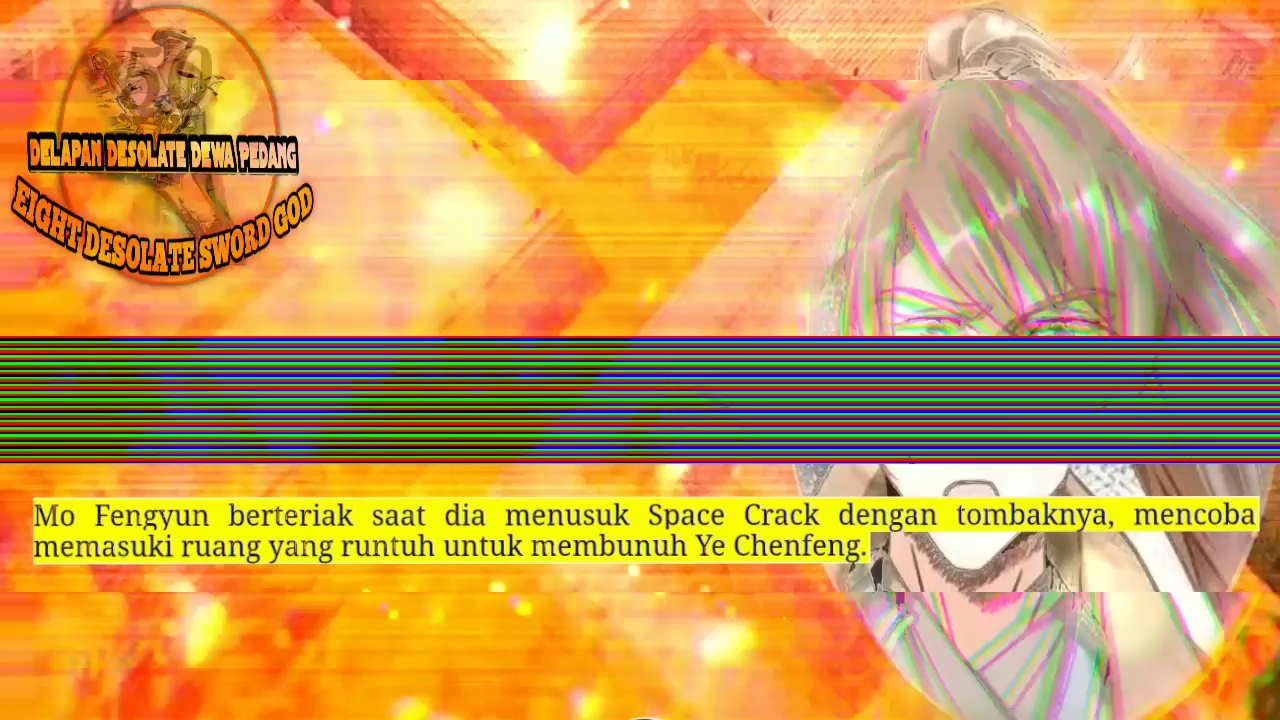 DELAPAN DESOLATE DEWA PEDANG
EIGHT DESOLATE SWORD GOD
Mo Fengyun berteriak saat dia menusuk Space Crack dengan tombaknya, mencoba
memasuki ruang yang runtuh untuk membunuh Ye Chenfeng.